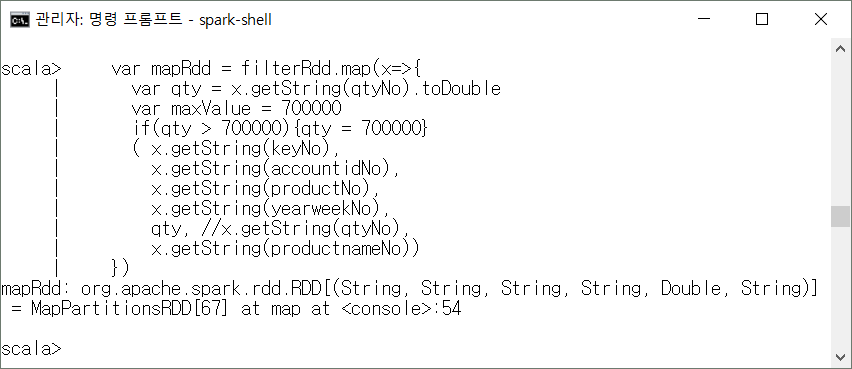 관리자: 명령 프롬프트 - spark-shell
scala>     var mapRdd = filterRdd.map(x=>{
     |       var qty = x.getString(qtyNo).toDouble
     |       var maxValue = 700000
     |       if(qty > 700000){qty = 700000}
     |       ( x.getString(keyNo),
     |         x.getString(accountidNo),
     |         x.getString(productNo),
     |         x.getString(yearweekNo),
     |         qty, //x.getString(qtyNo),
     |         x.getString(productnameNo))
     |     })
mapRdd: org.apache.spark.rdd.RDD[(String, String, String, String, Double, String)]
 = MapPartitionsRDD[67] at map at <console>:54
scala>